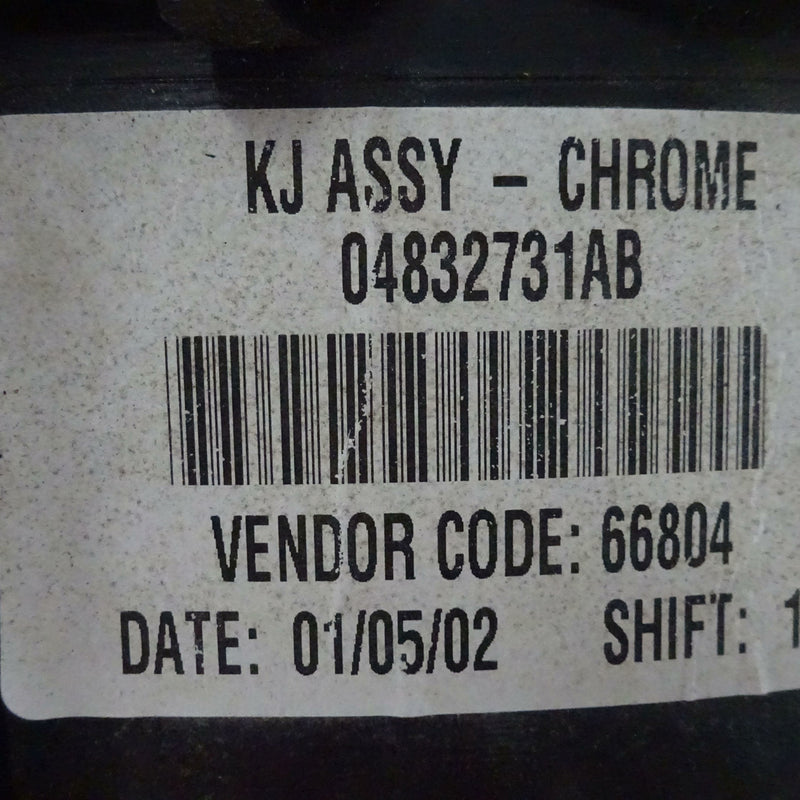 KJ ASSY - CHROME
04832731AB
VENDOR CODE: 66804
DATE: 01/05/02 SHIFT: 1